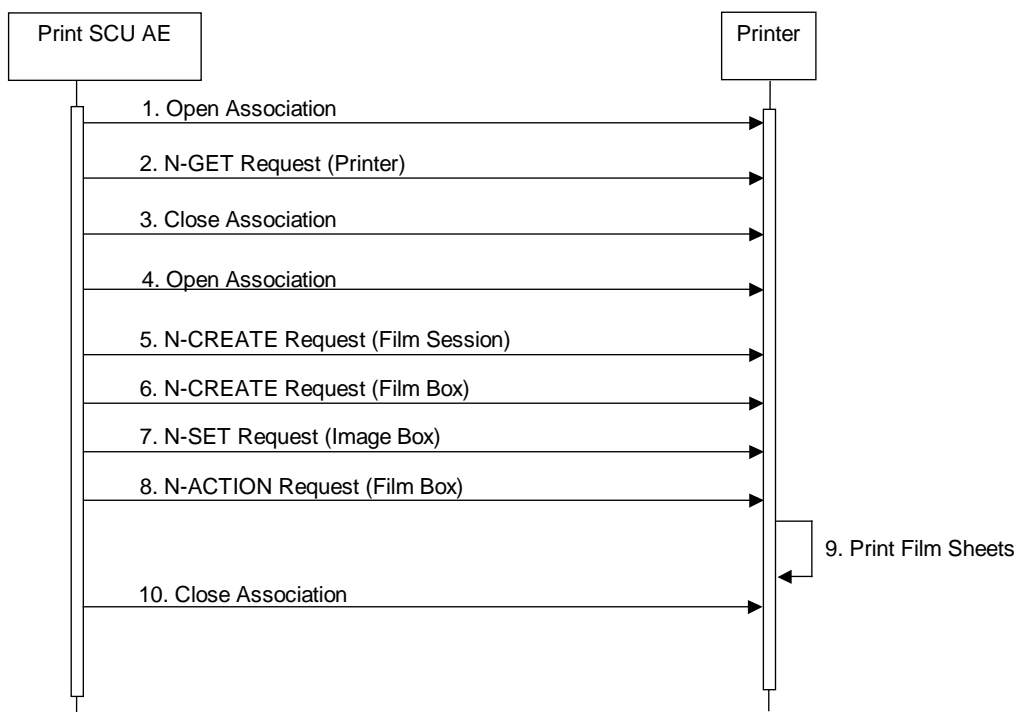 Print SCU AE
Printer
1. Open Association
2. N-GET Request (Printer)
3. Close Association
4. Open Association
5. N-CREATE Request (Film Session)
6. N-CREATE Request (Film Box)
7. N-SET Request (Image Box)
8. N-ACTION Request (Film Box)
9. Print Film Sheets
10. Close Association